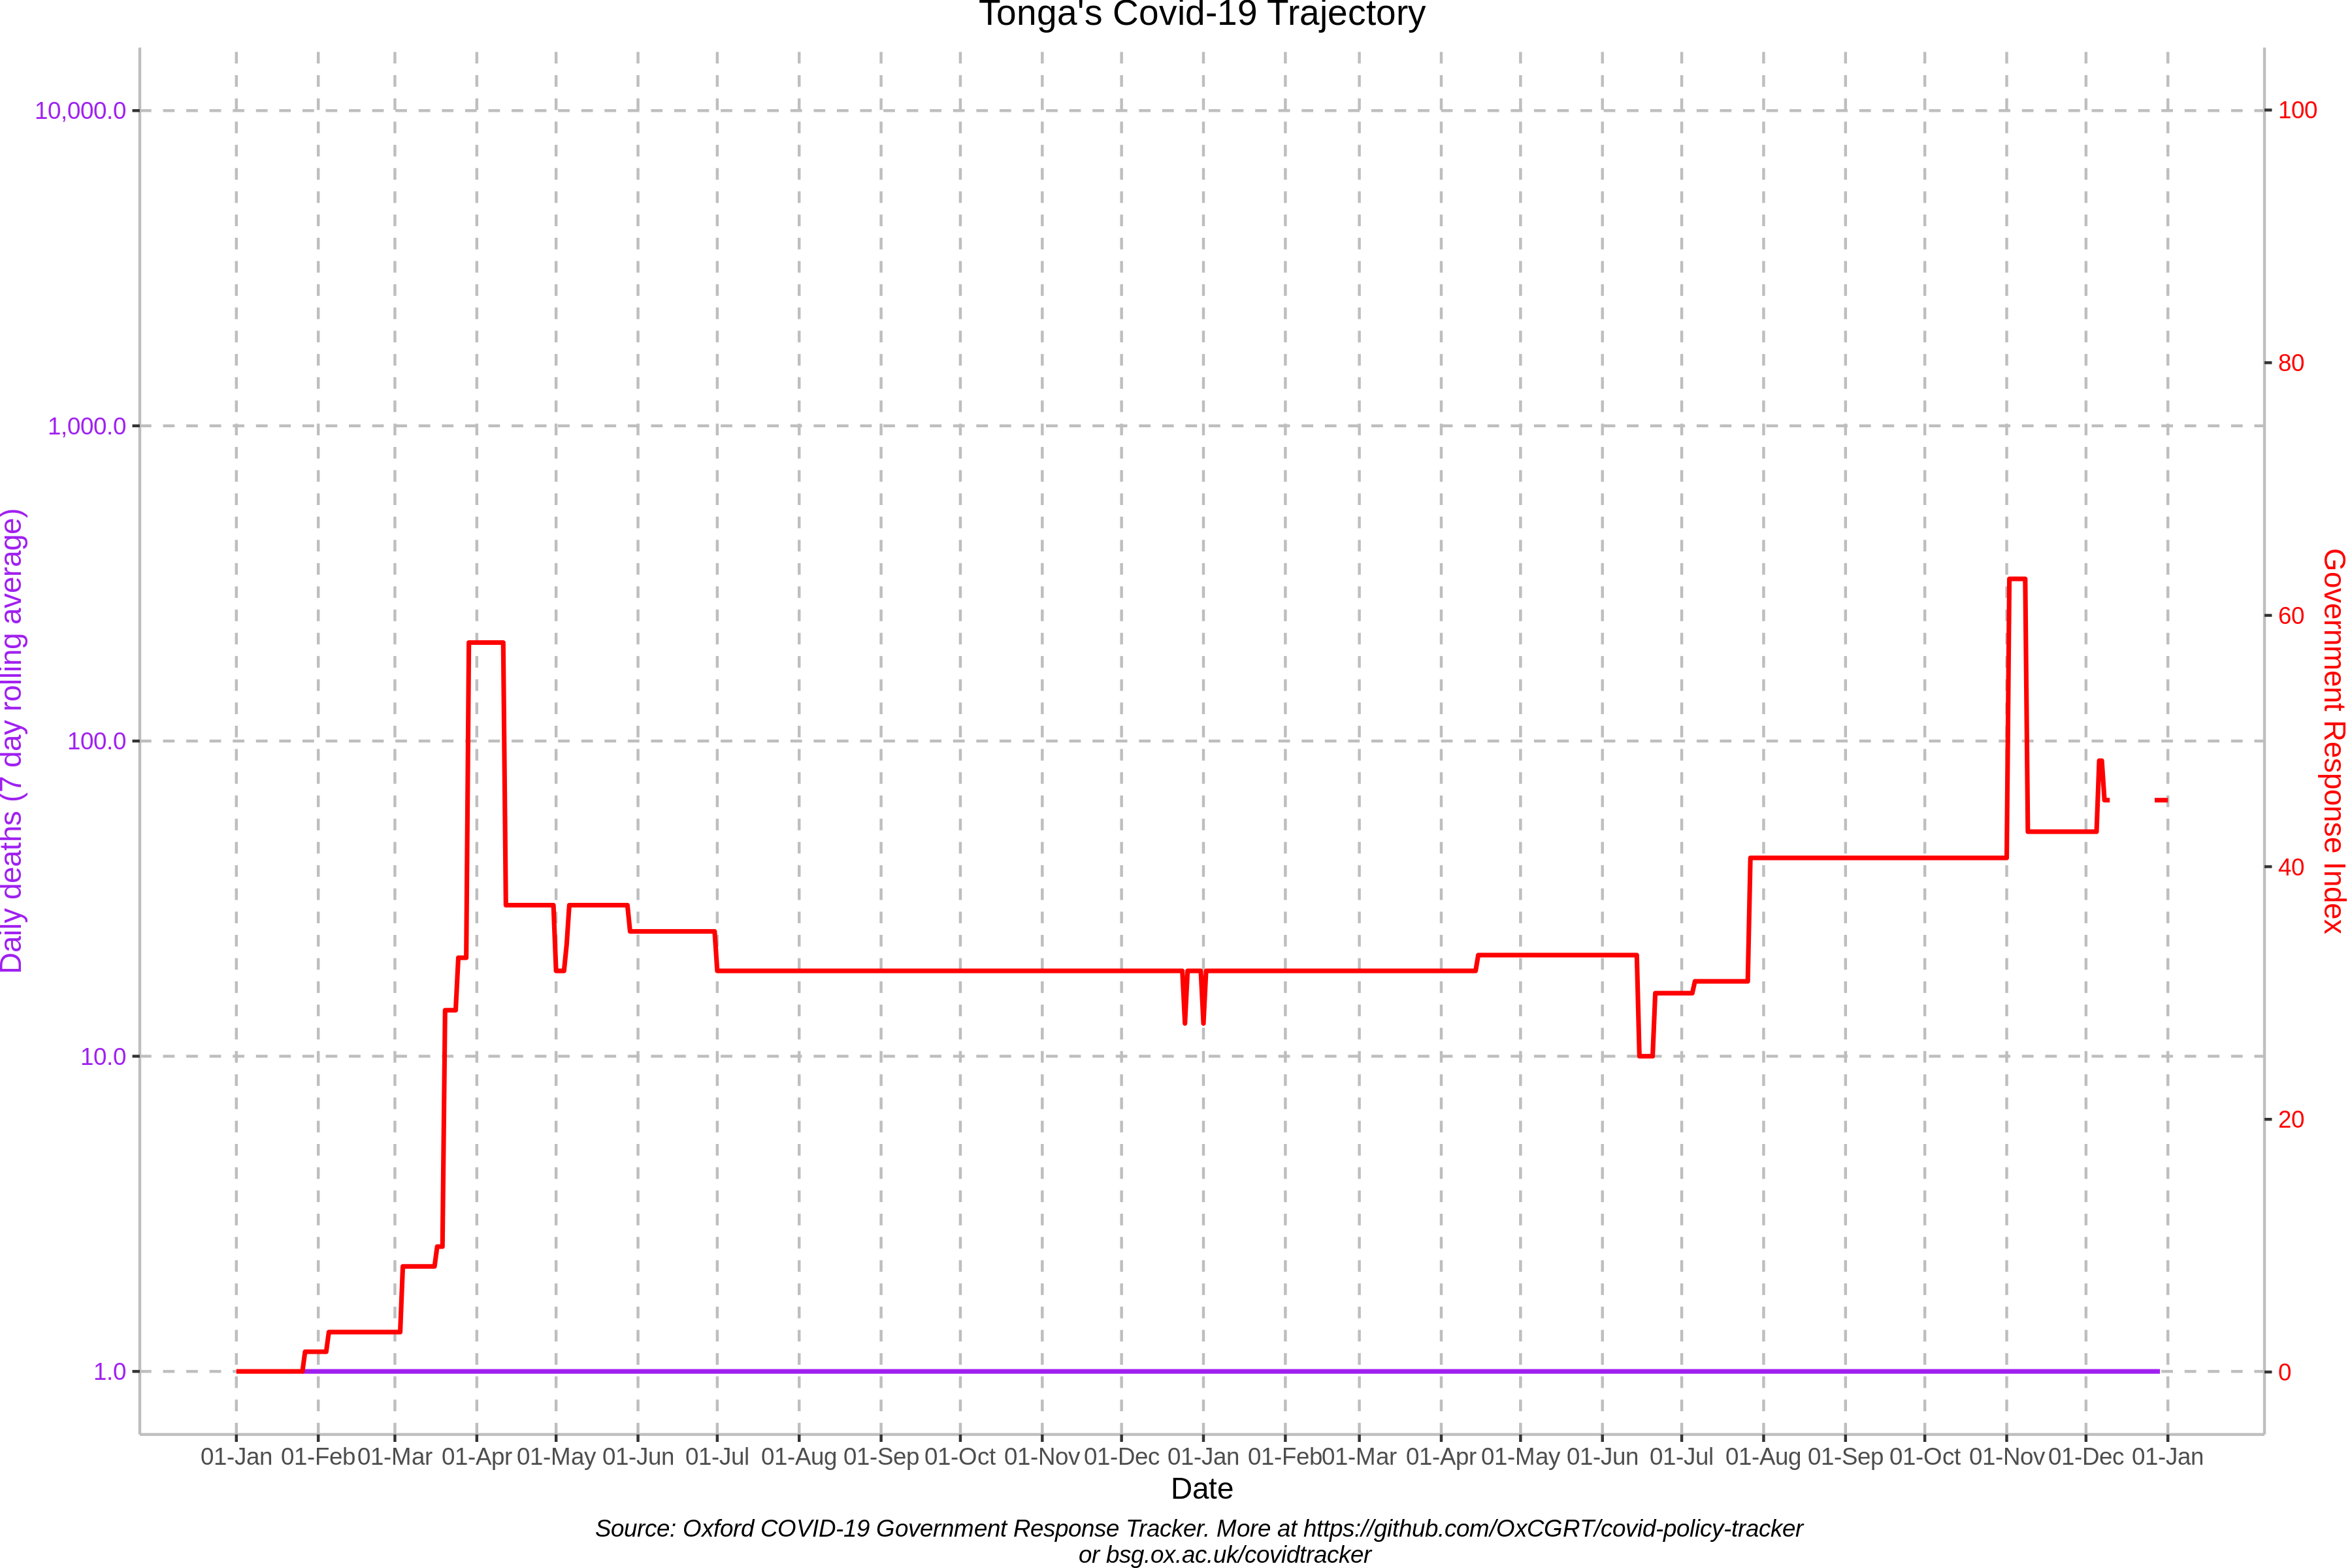 Tonga's Covid-19 Trajectory
10,000.0
1,000.0
100.0
10.0
1.0
Daily deaths (7 day rolling average)
100
80
60
40
20
0
Government Response Index
01-Jan 01-Feb 01-Mar 01-Apr 01-May 01-Jun 01-Jul 01-Aug 01-Sep 01-Oct 01-Nov 01-Dec 01-Jan 01-Feb 01-Mar 01-Apr 01-May 01-Jun 01-Jul 01-Aug 01-Sep 01-Oct 01-Nov 01-Dec 01-Jan
Date
Source: Oxford COVID-19 Government Response Tracker. More at https://github.com/OxCGRT/covid-policy-tracker
or bsg.ox.ac.uk/covidtracker